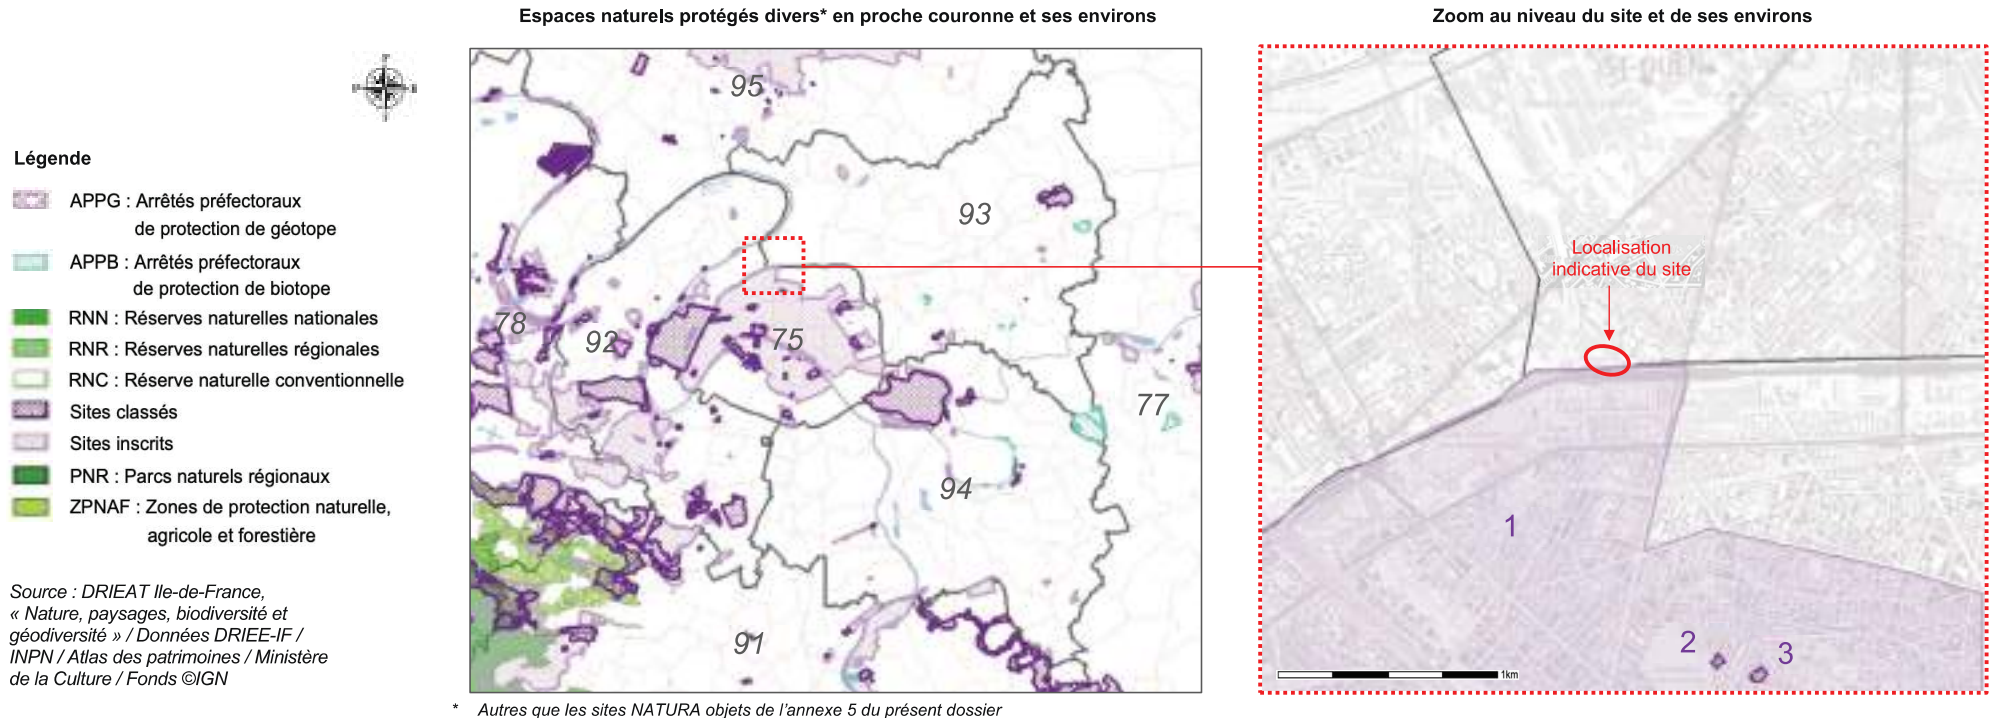 Espaces naturels protégés divers* en proche couronne et ses environs
Zoom au niveau du site et de ses environs
Légende
APPG : Arrêtés préfectoraux
de protection de géotope
APPB : Arrêtés préfectoraux
de protection de biotope
RNN : Réserves naturelles nationales
RNR : Réserves naturelles régionales
RNC : Réserve naturelle conventionnelle
Sites classés
Sites inscrits
PNR : Parcs naturels régionaux
ZPNAF : Zones de protection naturelle,
agricole et forestière
Source : DRIEAT Ile-de-France,
« Nature, paysages, biodiversité et
géodiversité » / Données DRIEE-IF /
INPN / Atlas des patrimoines / Ministère
de la Culture / Fonds ©IGN
95
93
78
92
75
77
94
91
Localisation
indicative du site
1
2
3
1km
* Autres que les sites NATURA objets de l'annexe 5 du présent dossier